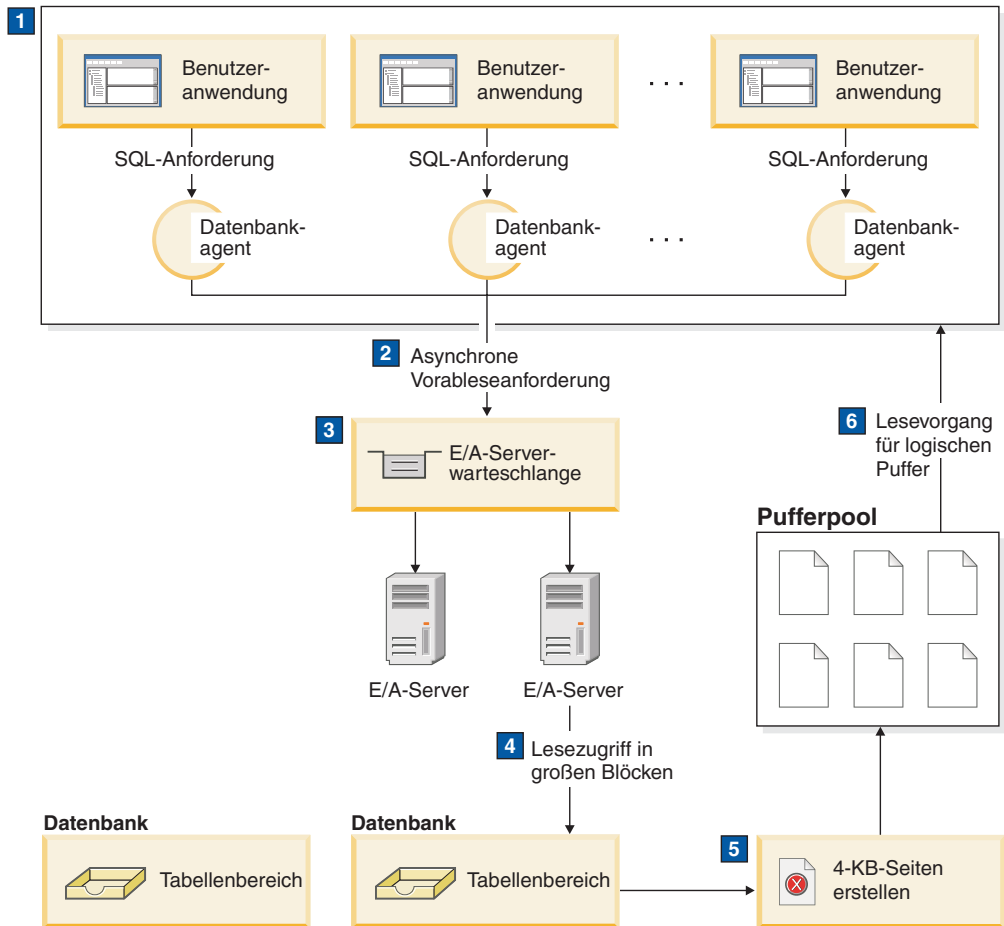 1
Benutzer-
anwendung
Benutzer-
anwendung
. . .
Benutzer-
anwendung
SQL-Anforderung
SQL-Anforderung
SQL-Anforderung
Datenbank-
agent
Datenbank-
agent
. . .
Datenbank-
agent
2
Asynchrone
Vorableseanforderung
3
E/A-Server-
warteschlange
6
Lesevorgang
für logischen
Puffer
Pufferpool
E/A-Server
E/A-Server
4
Lesezugriff in
großen Blöcken
Datenbank
Tabellenbereich
Datenbank
Tabellenbereich
5
4-KB-Seiten
erstellen